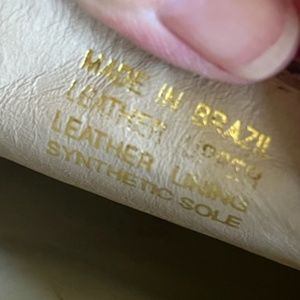 MADE IN BRAZIL
LEATHER UPPER
LEATHER LINING
SYNTHETIC SOLE